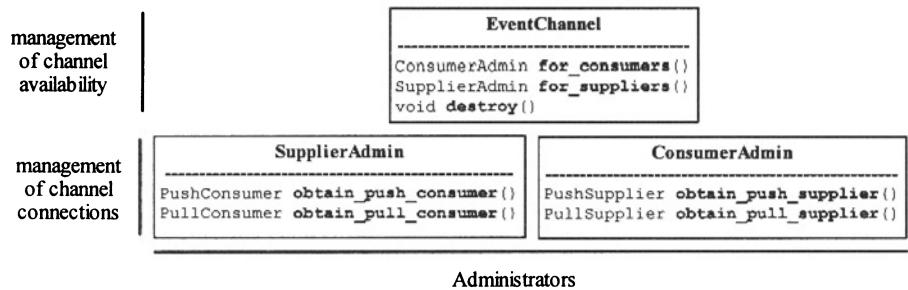 management
of channel
availability
EventChannel
ConsumerAdmin for_consumers()
SupplierAdmin for_suppliers()
void destroy()
management
of channel
connections
SupplierAdmin
PushConsumer obtain_push_consumer()
PullConsumer obtain_pull_consumer()
ConsumerAdmin
PushSupplier obtain_push_supplier()
PullSupplier obtain_pull_supplier()
Administrators